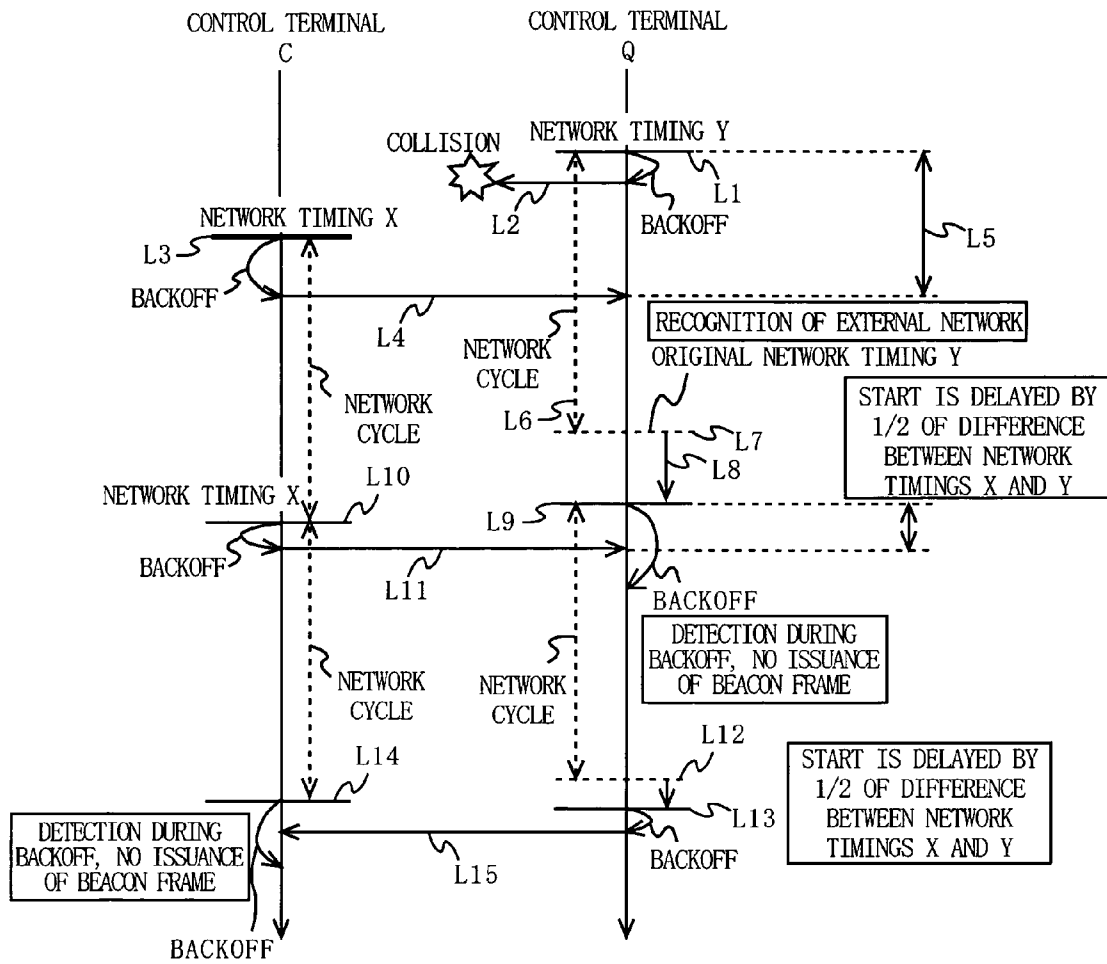 CONTROL TERMINAL
C
CONTROL TERMINAL
Q
NETWORK TIMING Y
COLLISION
L1
L2
BACKOFF
L5
NETWORK TIMING X
L3
BACKOFF
L4
RECOGNITION OF EXTERNAL NETWORK
ORIGINAL NETWORK TIMING Y
NETWORK
CYCLE
NETWORK
CYCLE
L6
L7
L8
START IS DELAYED BY
1/2 OF DIFFERENCE
BETWEEN NETWORK
TIMINGS X AND Y
NETWORK TIMING X
L10
L9
BACKOFF
L11
BACKOFF
DETECTION DURING
BACKOFF, NO ISSUANCE
OF BEACON FRAME
NETWORK
CYCLE
NETWORK
CYCLE
L12
L14
L13
START IS DELAYED BY
1/2 OF DIFFERENCE
BETWEEN NETWORK
TIMINGS X AND Y
DETECTION DURING
BACKOFF, NO ISSUANCE
OF BEACON FRAME
L15
BACKOFF
BACKOFF